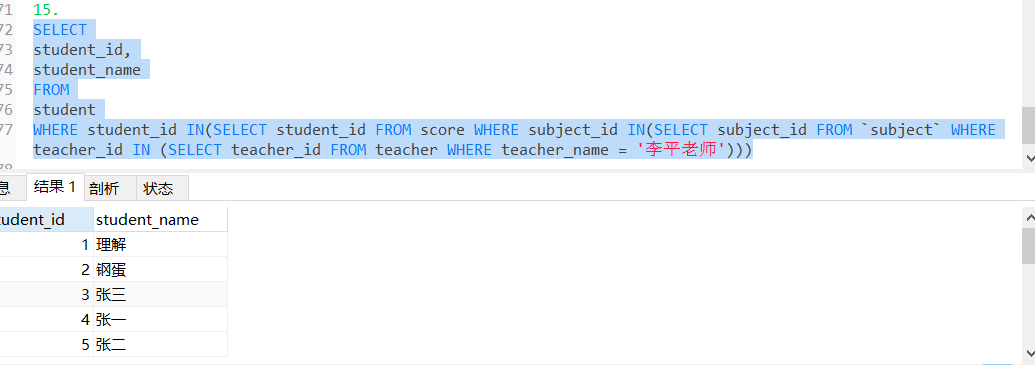 71 15.
72 SELECT
73 student_id,
74 student_name
75 FROM
76 student
77 WHERE student_id IN(SELECT student_id FROM score WHERE subject_id IN(SELECT subject_id FROM `subject` WHERE
teacher_id IN (SELECT teacher_id FROM teacher WHERE teacher_name = '李平老师')))
息 结果 1 剖析 状态
tudent_id student_name
1 理解
2 钢蛋
3 张三
4 张一
5 张二